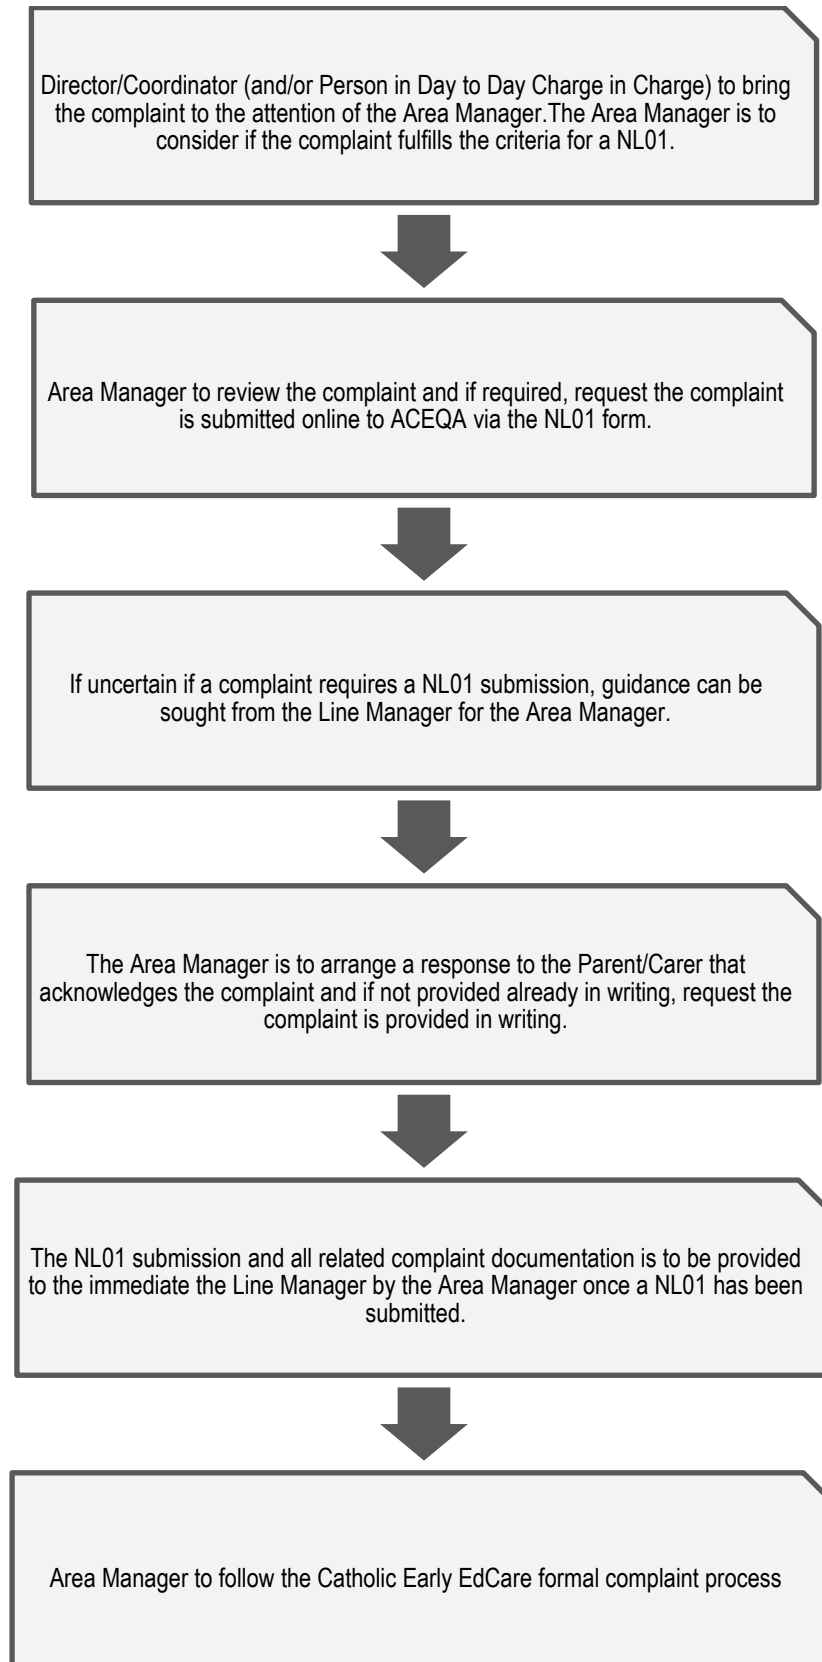 Director/Coordinator (and/or Person in Day to Day Charge in Charge) to bring
the complaint to the attention of the Area Manager.The Area Manager is to
consider if the complaint fulfills the criteria for a NL01.
Area Manager to review the complaint and if required, request the complaint
is submitted online to ACEQA via the NL01 form.
If uncertain if a complaint requires a NL01 submission, guidance can be
sought from the Line Manager for the Area Manager.
The Area Manager is to arrange a response to the Parent/Carer that
acknowledges the complaint and if not provided already in writing, request the
complaint is provided in writing.
The NL01 submission and all related complaint documentation is to be provided
to the immediate the Line Manager by the Area Manager once a NL01 has been
submitted.
Area Manager to follow the Catholic Early EdCare formal complaint process